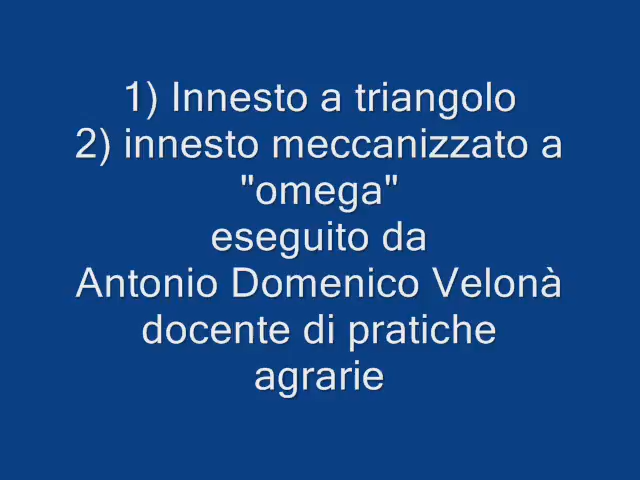 1) Innesto a triangolo
2) innesto meccanizzato a
"omega"
eseguito da
Antonio Domenico Velonà
docente di pratiche
agrarie